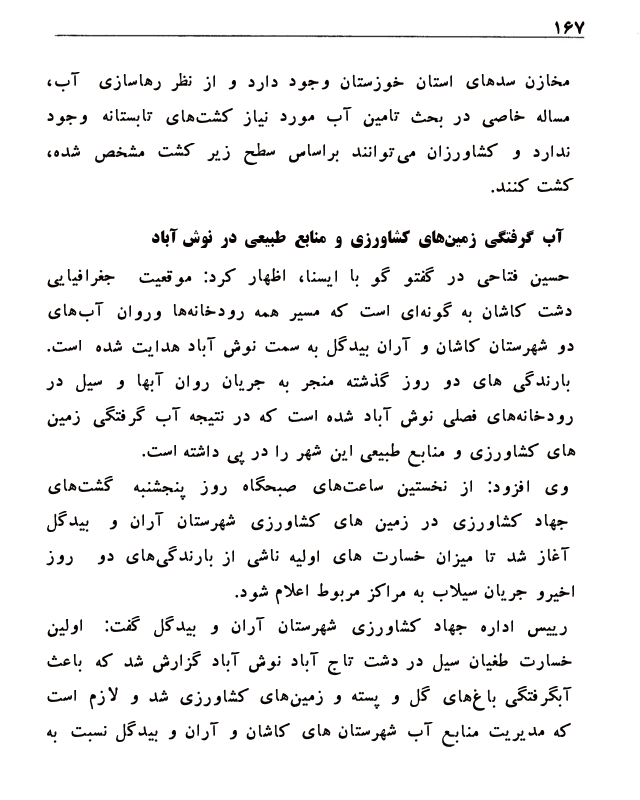 ۱۶۷
مخازن سدهای استان خوزستان وجود دارد و از نظر رهاسازی آب،
مساله خاصی در بحث تامین آب مورد نیاز کشت‌های تابستانه وجود
ندارد و کشاورزان می‌توانند براساس سطح زیر کشت مشخص شده،
کشت کنند.
آب گرفتگی زمین‌های کشاورزی و منابع طبیعی در نوش آباد
حسین فتاحی در گفتو گو با ایسنا، اظهار کرد: موقعیت جغرافیایی
دشت کاشان به گونه‌ای است که مسیر همه رودخانه‌ها وروان آب‌های
دو شهرستان کاشان و آران بیدگل به سمت نوش آباد هدایت شده است.
بارندگی های دو روز گذشته منجر به جریان روان آبها و سیل در
رودخانه‌های فصلی نوش آباد شده است که در نتیجه آب گرفتگی زمین
های کشاورزی و منابع طبیعی این شهر را در پی داشته است.
وی افزود: از نخستین ساعت‌های صبحگاه روز پنجشنبه گشت‌های
جهاد کشاورزی در زمین های کشاورزی شهرستان آران و بیدگل
آغاز شد تا میزان خسارت های اولیه ناشی از بارندگی‌های دو روز
اخیرو جریان سیلاب به مراکز مربوط اعلام شود.
رییس اداره جهاد کشاورزی شهرستان آران و بیدگل گفت: اولین
خسارت طغیان سیل در دشت تاج آباد نوش آباد گزارش شد که باعث
آبگرفتگی باغ‌های گل و پسته و زمین‌های کشاورزی شد و لازم است
که مدیریت منابع آب شهرستان های کاشان و آران و بیدگل نسبت به